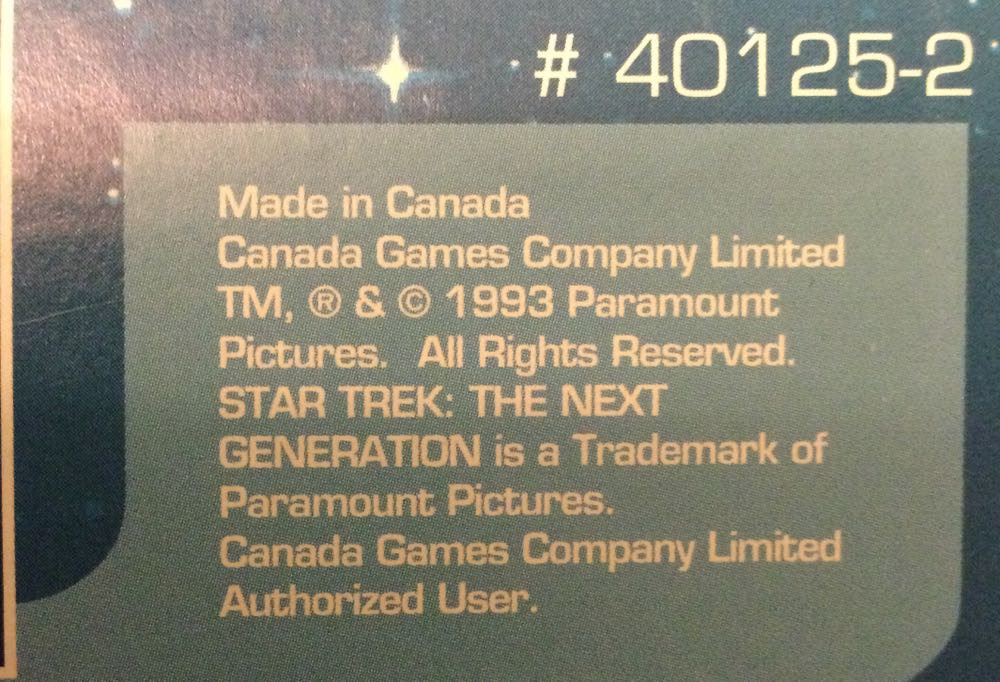 # 40125-2
Made in Canada
Canada Games Company Limited
TM, ® & © 1993 Paramount
Pictures.  All Rights Reserved.
STAR TREK: THE NEXT
GENERATION is a Trademark of
Paramount Pictures.
Canada Games Company Limited
Authorized User.